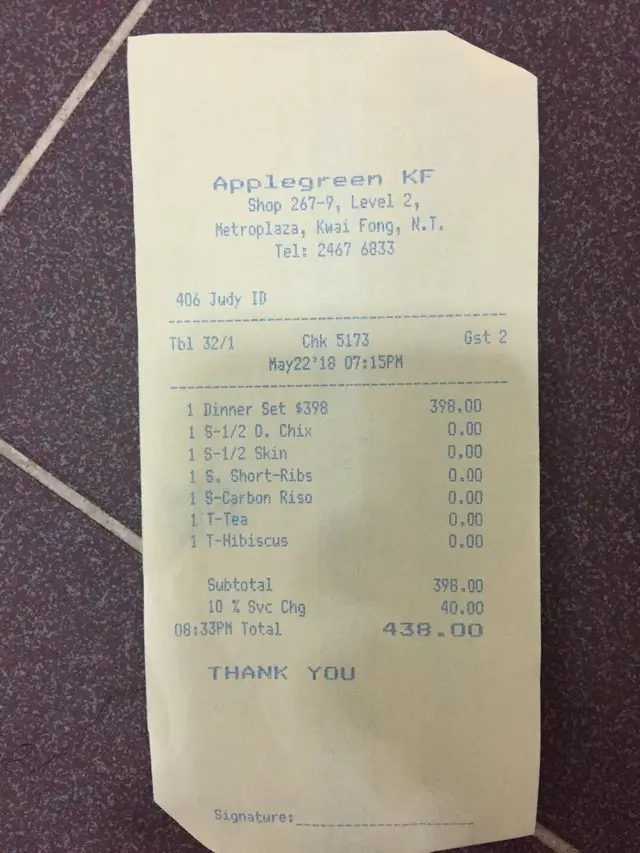 Applegreen KF
Shop 267-9, Level 2,
Metroplaza, Kwai Fong, N.T.
Tel: 2467 6833
406 Judy ID
Tbl 32/1 Chk 5173 Gst 2
May22'18 07:15PM
1 Dinner Set $398 398.00
1 S-1/2 O. Chix 0.00
1 S-1/2 Skin 0.00
1 S. Short-Ribs 0.00
1 S-Carbon Riso 0.00
1 T-Tea 0.00
1 T-Hibiscus 0.00
Subtotal 398.00
10 % Svc Chg 40.00
08:33PM Total 438.00
THANK YOU
Signature: